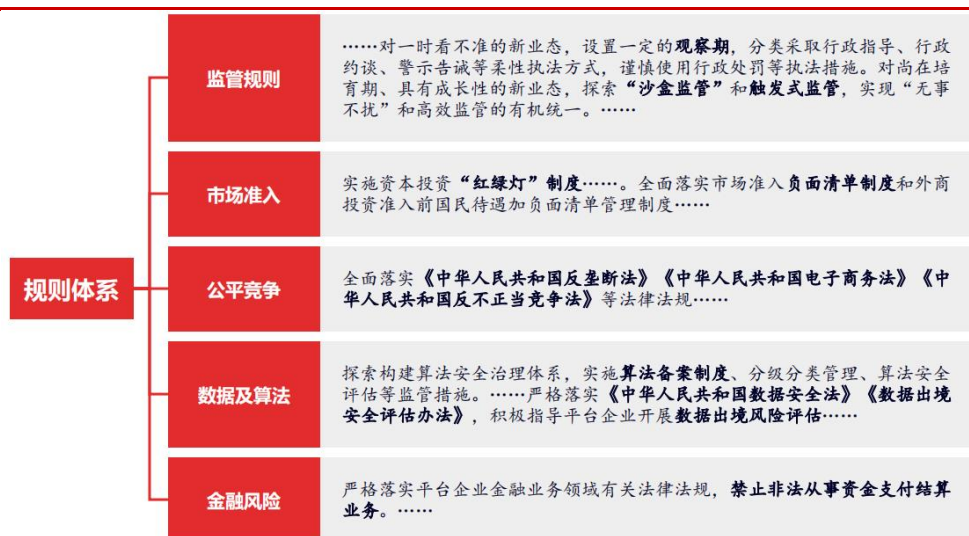 监管规则
……对一时看不准的新业态，设置一定的观察期，分类采取行政指导、行政
约谈、警示告诫等柔性执法方式，谨慎使用行政处罚等执法措施。对尚在培
育期、具有成长性的新业态，探索“沙盒监管”和触发式监管，实现“无事
不扰”和高效监管的有机统一。……
市场准入
实施资本投资“红绿灯”制度……。全面落实市场准入负面清单制度和外商
投资准入前国民待遇加负面清单管理制度……
规则体系
公平竞争
全面落实《中华人民共和国反垄断法》《中华人民共和国电子商务法》《中
华人民共和国反不正当竞争法》等法律法规……
数据及算法
探索构建算法安全治理体系，实施算法备案制度、分级分类管理、算法安全
评估等监管措施。……严格落实《中华人民共和国数据安全法》《数据出境
安全评估办法》，积极指导平台企业开展数据出境风险评估……
金融风险
严格落实平台企业金融业务领域有关法律法规，禁止非法从事资金支付结算
业务。……